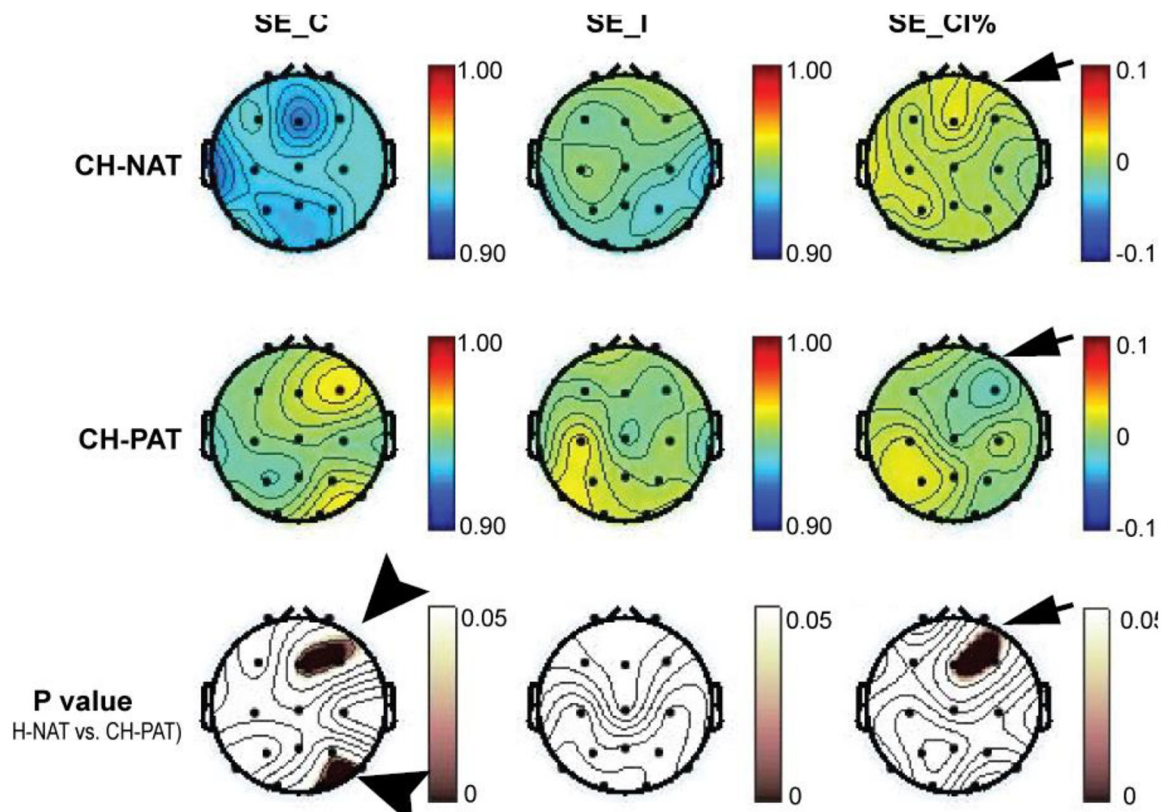 SE_C SE_I SE_CI%
1.00 1.00 0.1
CH-NAT 0
0.90 0.90 -0.1
1.00 1.00 0.1
CH-PAT 0
0.90 0.90 -0.1
0.05 0.05 0.05
P value
H-NAT vs. CH-PAT)
0 0 0